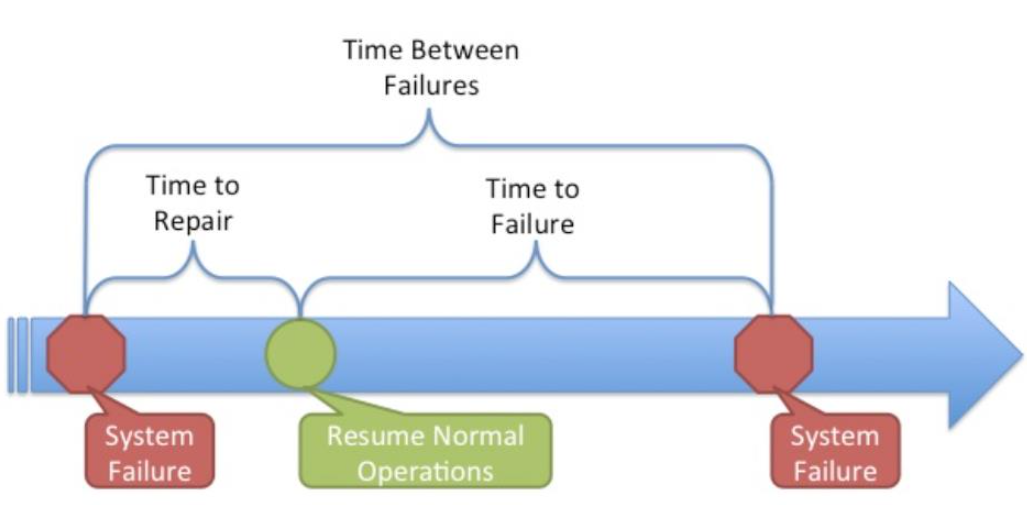 Time Between
Failures
Time to
Repair
Time to
Failure
System
Failure
Resume Normal
Operations
System
Failure